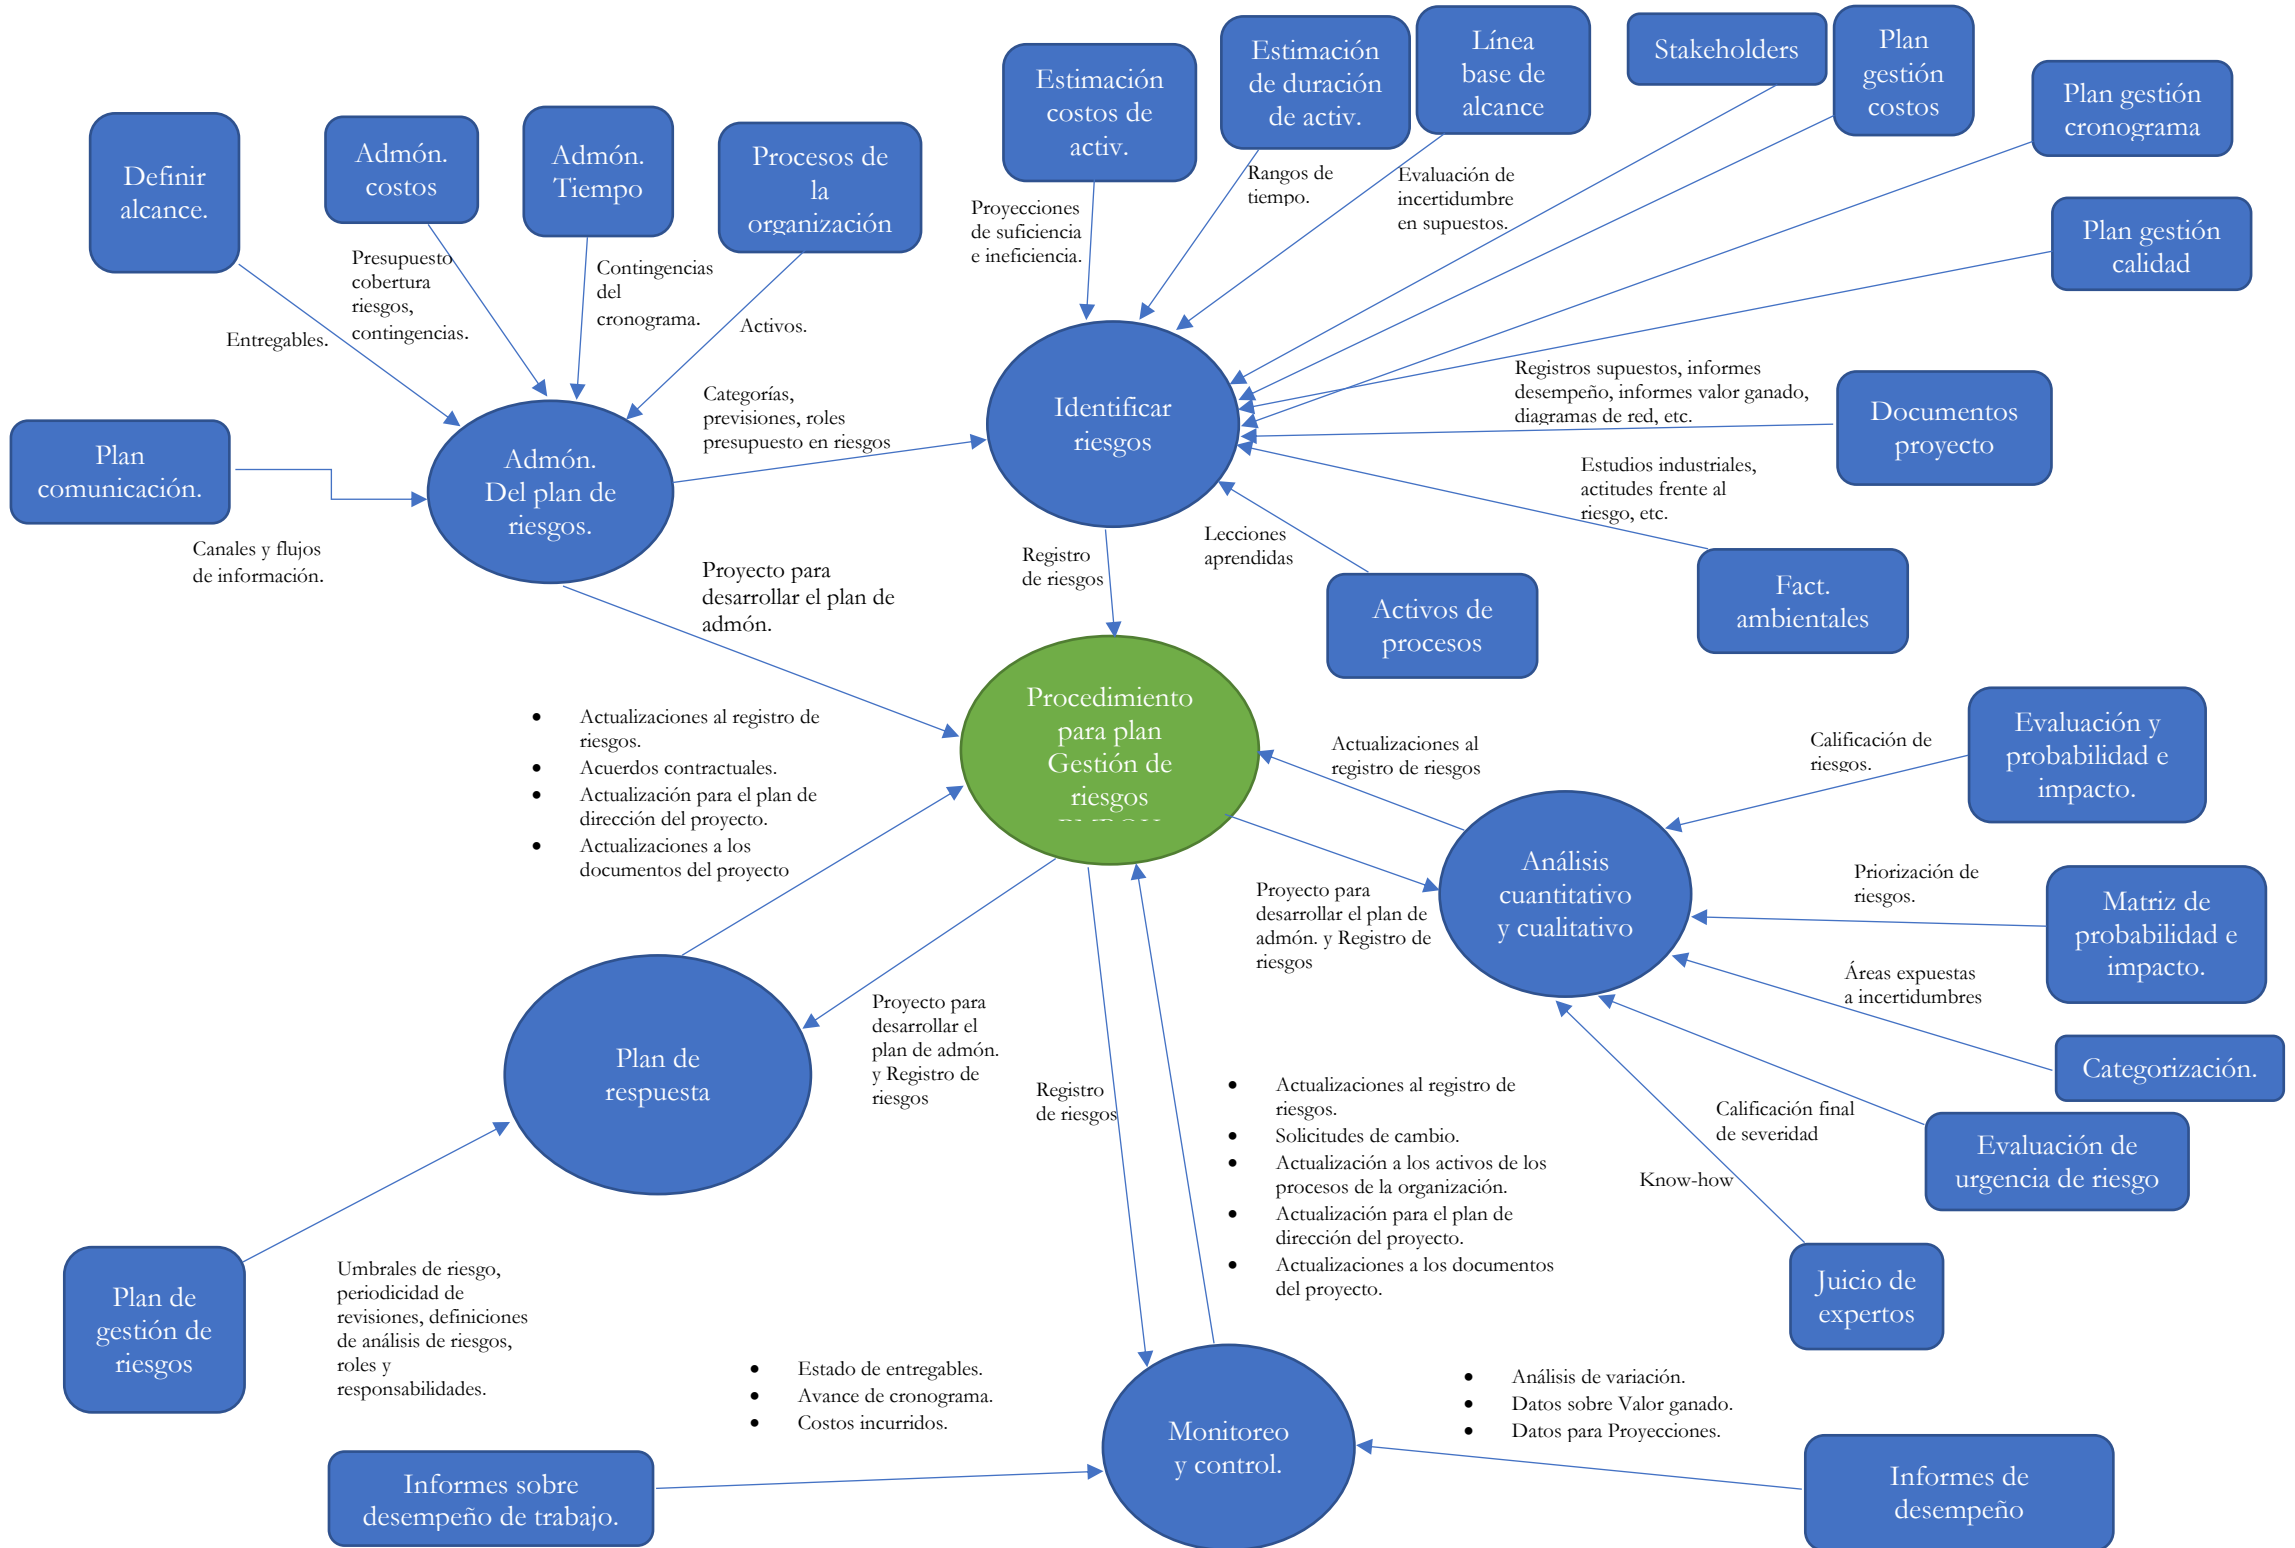 Definir
alcance.
Admón.
costos
Admón.
Tiempo
Procesos de
la
organización
Estimación
costos de
activ.
Estimación
de duración
de activ.
Línea
base de
alcance
Stakeholders
Plan
gestión
costos
Plan gestión
cronograma
Plan gestión
calidad
Entregables.
Presupuesto
cobertura
riesgos,
contingencias.
Contingencias
del
cronograma.
Activos.
Proyecciones
de suficiencia
e ineficiencia.
Rangos de
tiempo.
Evaluación de
incertidumbre
en supuestos.
Plan
comunicación.
Canales y flujos
de información.
Admón.
Del plan de
riesgos.
Categorías,
previsiones, roles
presupuesto en riesgos
Identificar
riesgos
Registros supuestos, informes
desempeño, informes valor ganado,
diagramas de red, etc.
Documentos
proyecto
Estudios industriales,
actitudes frente al
riesgo, etc.
Fact.
ambientales
Lecciones
aprendidas
Activos de
procesos
Registro
de riesgos
Proyecto para
desarrollar el plan de
admón.
Procedimiento
para plan
Gestión de
riesgos
• Actualizaciones al registro de
riesgos.
• Acuerdos contractuales.
• Actualización para el plan de
dirección del proyecto.
• Actualizaciones a los
documentos del proyecto
Actualizaciones al
registro de riesgos
Proyecto para
desarrollar el plan de
admón. y Registro de
riesgos
Análisis
cuantitativo
y cualitativo
Calificación de
riesgos.
Evaluación y
probabilidad e
impacto.
Priorización de
riesgos.
Matriz de
probabilidad e
impacto.
Áreas expuestas
a incertidumbres
Categorización.
Calificación final
de severidad
Evaluación de
urgencia de riesgo
Know-how
Juicio de
expertos
Plan de
respuesta
Proyecto para
desarrollar el
plan de admón.
y Registro de
riesgos
Registro
de riesgos
• Actualizaciones al registro de
riesgos.
• Solicitudes de cambio.
• Actualización a los activos de los
procesos de la organización.
• Actualización para el plan de
dirección del proyecto.
• Actualizaciones a los documentos
del proyecto.
Plan de
gestión de
riesgos
Umbrales de riesgo,
periodicidad de
revisiones, definiciones
de análisis de riesgos,
roles y
responsabilidades.
• Estado de entregables.
• Avance de cronograma.
• Costos incurridos.
Informes sobre
desempeño de trabajo.
Monitoreo
y control.
• Análisis de variación.
• Datos sobre Valor ganado.
• Datos para Proyecciones.
Informes de
desempeño